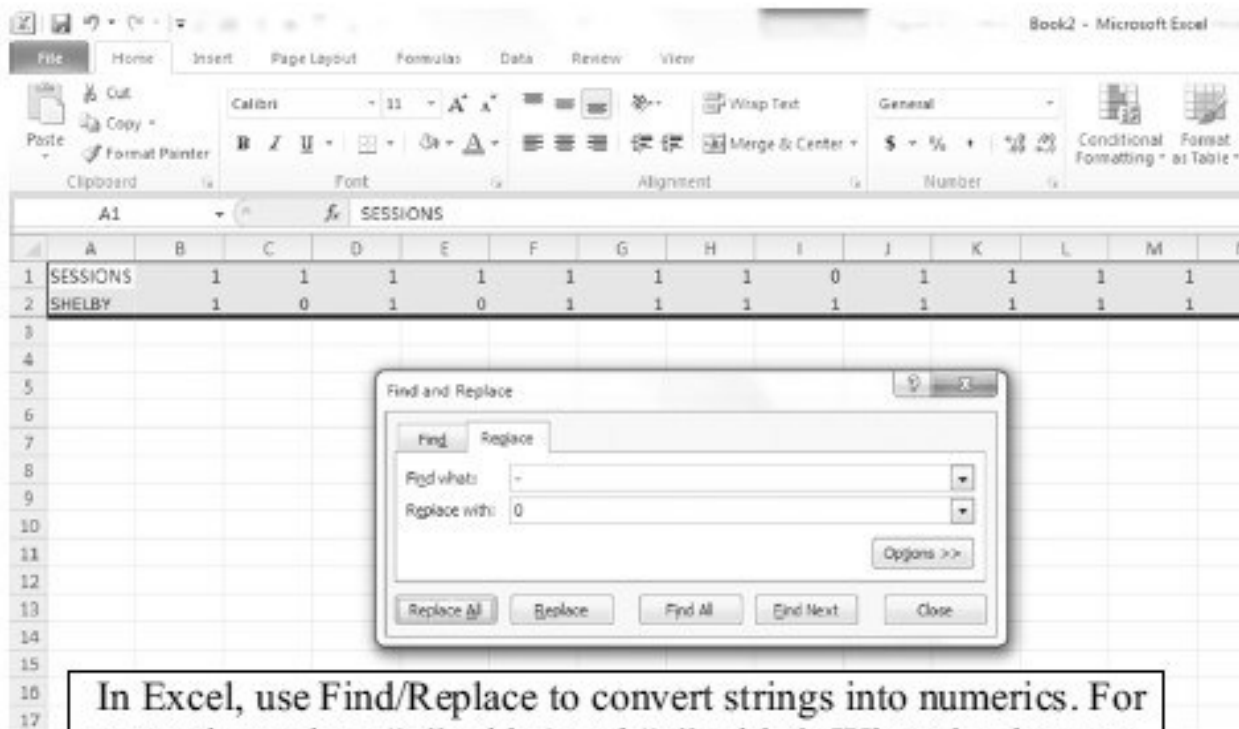 Book2 - Microsoft Excel
File Home Insert Page Layout Formulas Data Review View
Cut
Copy
Paste
Format Painter
Calibri 11 A A
B I U A
Wrap Text
Merge & Center
General
$ % ,
Conditional Formatting
Format as Table
Clipboard Font Alignment Number
A1 fx SESSIONS
A B C D E F G H I J K L M
1 SESSIONS 1 1 1 1 1 1 1 0 1 1 1 1
2 SHELBY 1 0 1 0 1 1 1 1 1 1 1 1
3
4
5
6
7
8
9
10
11
12
13
14
15
16
17
Find and Replace
Find Replace
Find what: -
Replace with: 0
Options >>
Replace All Replace Find All Find Next Close
In Excel, use Find/Replace to convert strings into numerics. For